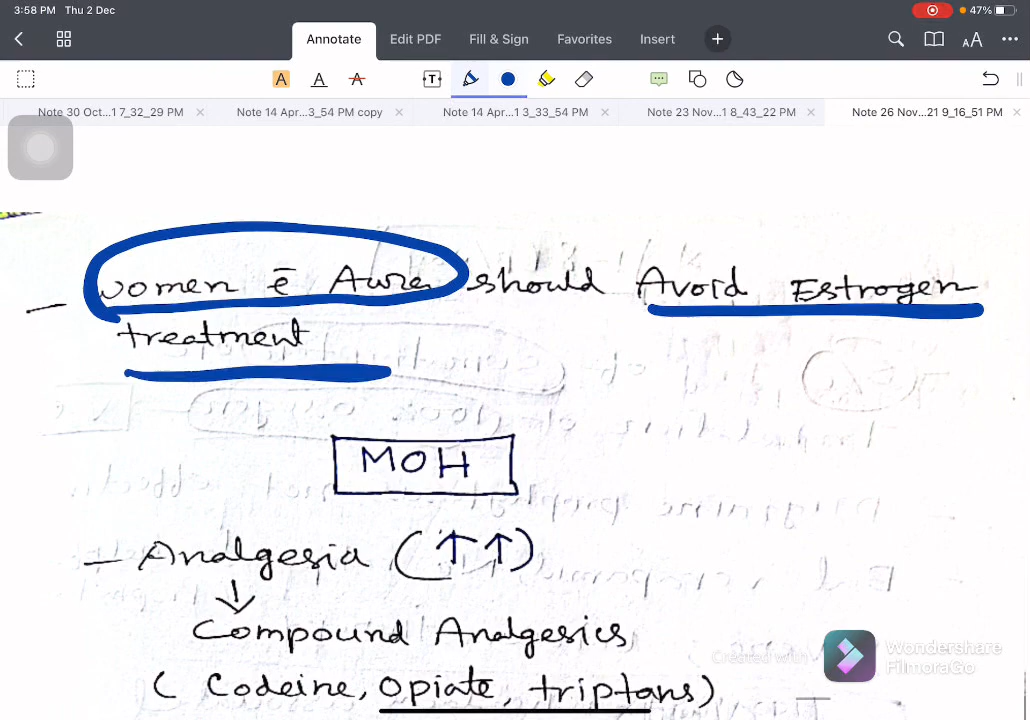 3:58 PM Thu 2 Dec
47%
Annotate Edit PDF Fill & Sign Favorites Insert
Note 30 Oct...1 7_32_29 PM Note 14 Apr...3_54 PM copy Note 14 Apr...1 3_33_54 PM Note 23 Nov...1 8_43_22 PM Note 26 Nov...21 9_16_51 PM
- women c̄ Aura should Avoid Estrogen
treatment
MOH
- Analgesia (↑↑)
↓
Compound Analgesics
Created with Wondershare
FilmoraGo
( Codeine, Opiate, triptans)